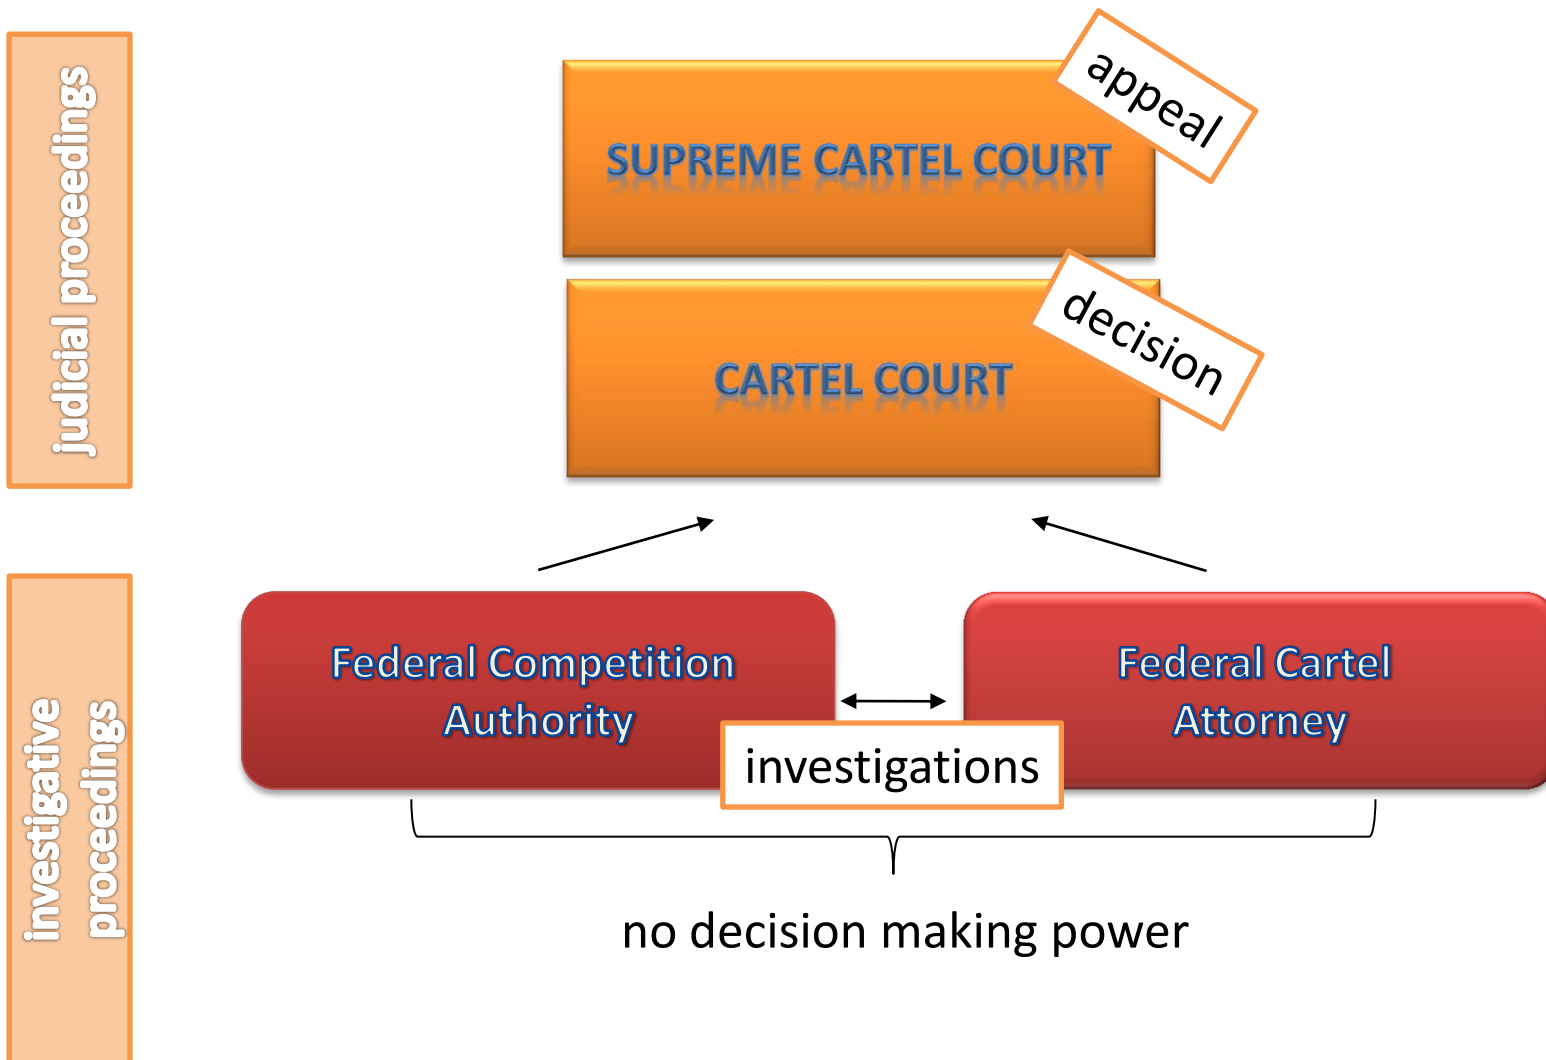 judicial proceedings
appeal
SUPREME CARTEL COURT
decision
CARTEL COURT
investigative
proceedings
Federal Competition
Authority
Federal Cartel
Attorney
investigations
no decision making power